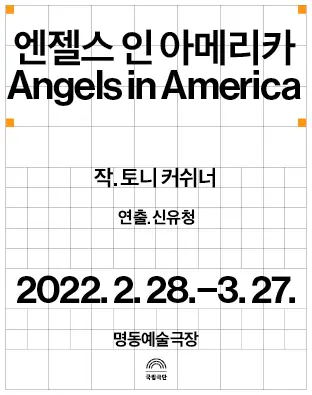 엔젤스 인 아메리카
Angels in America
작. 토니 커쉬너
연출. 신유청
2022. 2. 28.–3. 27.
명동예술극장
국립극단